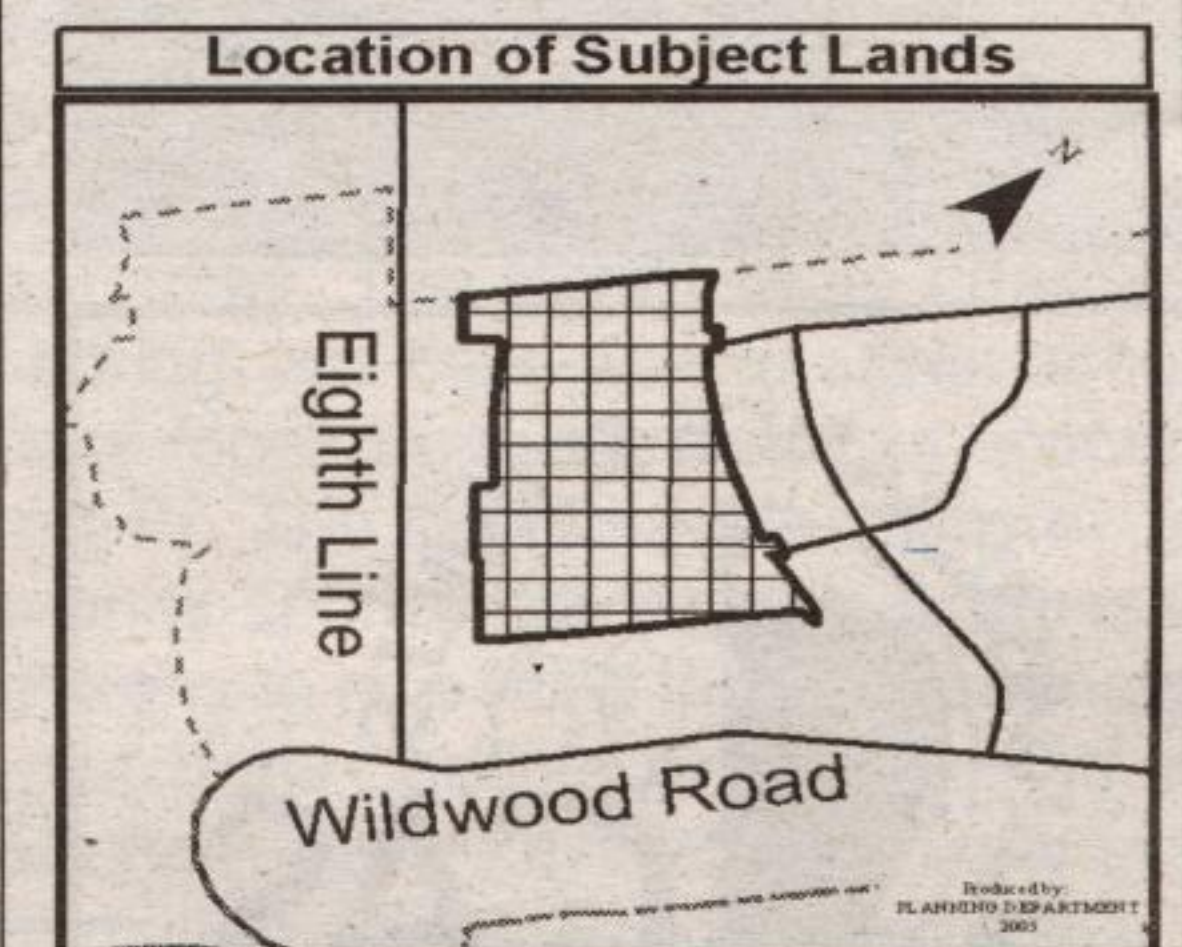 Location of Subject Lands
N
Eighth Line
Wildwood Road
Produced by:
PLANNING DEPARTMENT
2005